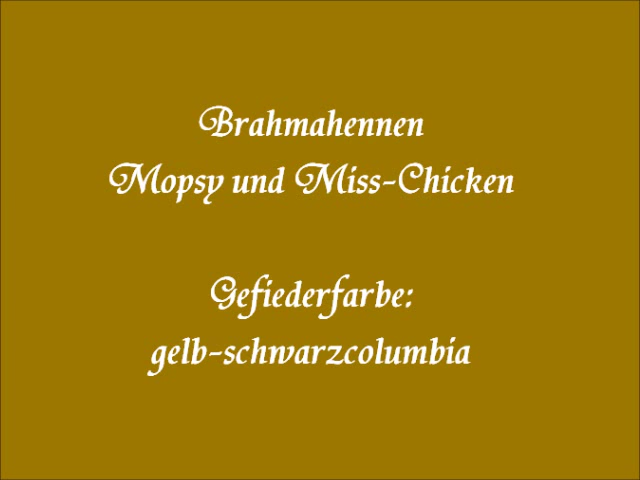 Brahmahennen
Mopsy und Miss-Chicken
Gefiederfarbe:
gelb-schwarzcolumbia